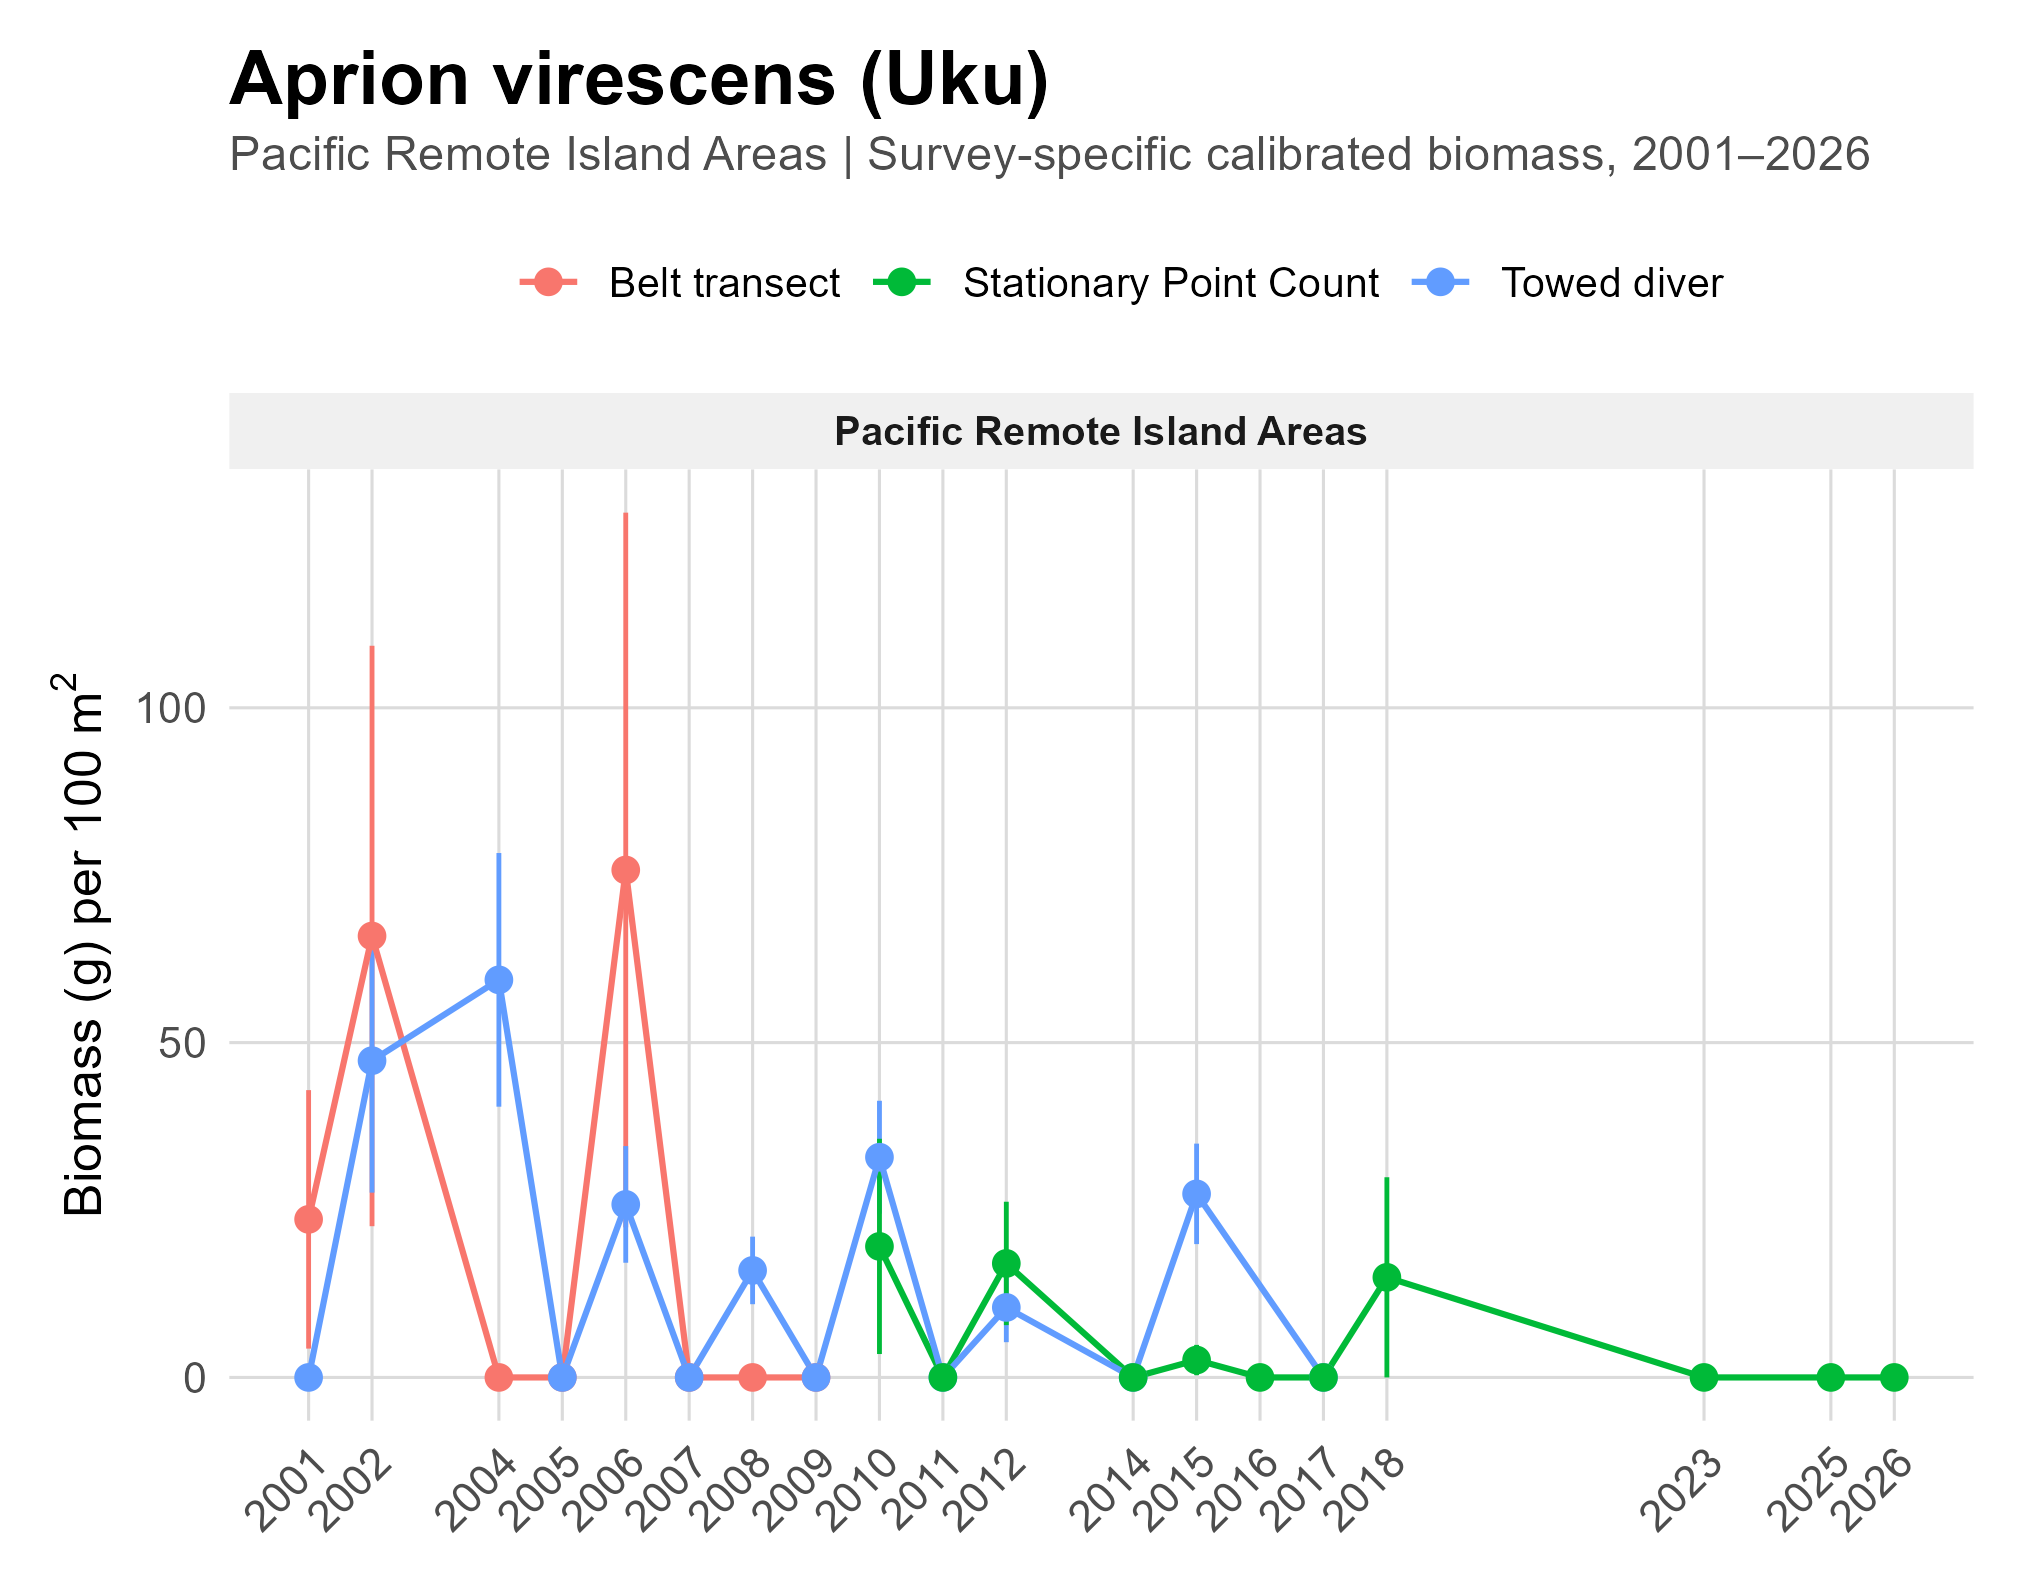 Aprion virescens (Uku)
Pacific Remote Island Areas | Survey-specific calibrated biomass, 2001–2026
Belt transect Stationary Point Count Towed diver
Pacific Remote Island Areas
Biomass (g) per 100 m²
100
50
0
2001 2002 2004 2005 2006 2007 2008 2009 2010 2011 2012 2014 2015 2016 2017 2018 2023 2025 2026